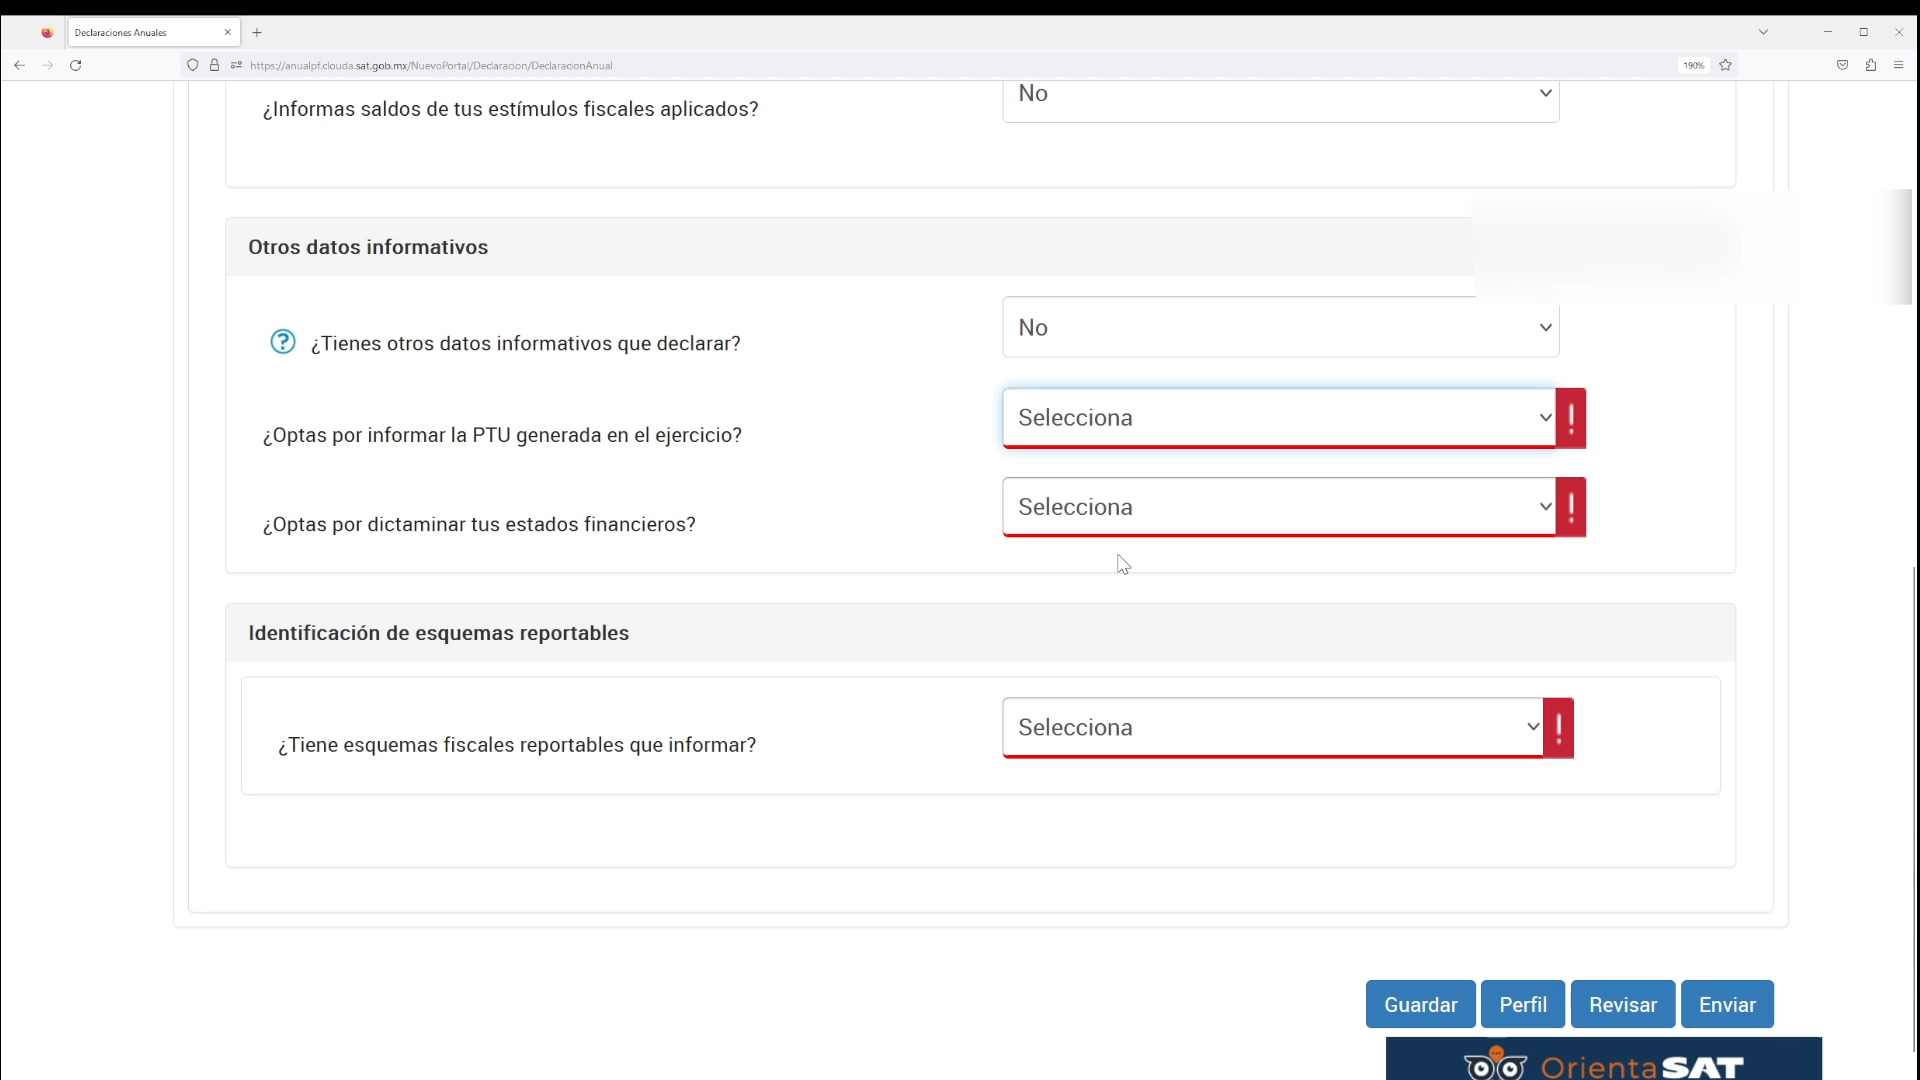 Declaraciones Anuales
https://anualpf.clouda.sat.gob.mx/NuevoPortal/Declaracion/DeclaracionAnual
190%
¿Informas saldos de tus estímulos fiscales aplicados?
No
Otros datos informativos
¿Tienes otros datos informativos que declarar?
No
¿Optas por informar la PTU generada en el ejercicio?
Selecciona
¿Optas por dictaminar tus estados financieros?
Selecciona
Identificación de esquemas reportables
¿Tiene esquemas fiscales reportables que informar?
Selecciona
Guardar Perfil Revisar Enviar
OrientaSAT